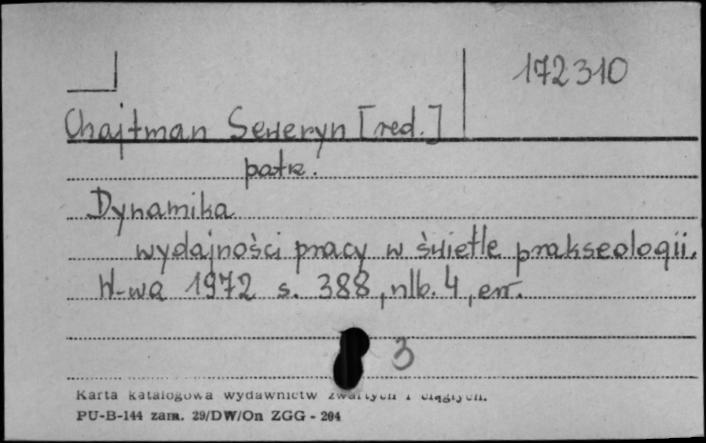 172310
Chajtman Seweryn [red.]
patrz.
Dynamika
wydajności pracy w świetle prakseologii.
W-wa 1972 s. 388, nlb. 4, err.
3
Karta katalogowa wydawnictw zwartych i ciągłych.
PU-B-144 zam. 29/DW/On ZGG - 204